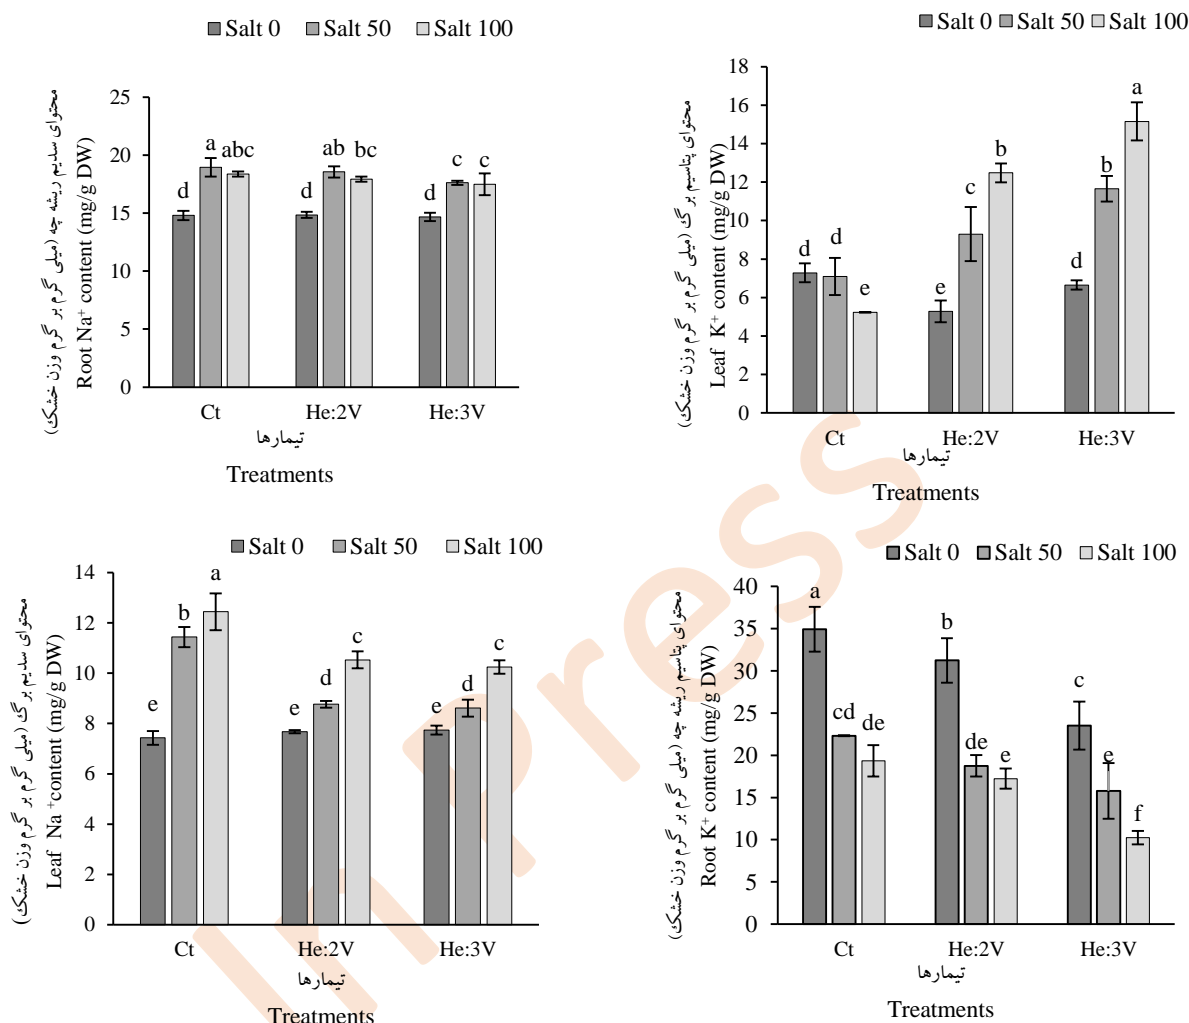 Salt 0 Salt 50 Salt 100
محتوای سدیم ریشه چه (میلی گرم بر گرم وزن خشک)
Root Na⁺ content (mg/g DW)
25
20
15
10
5
0
d a abc d ab bc d c c
Ct He:2V He:3V
تیمارها
Treatments
Salt 0 Salt 50 Salt 100
محتوای پتاسیم برگ (میلی گرم بر گرم وزن خشک)
Leaf K⁺ content (mg/g DW)
18
16
14
12
10
8
6
4
2
0
d d e e c b d b a
Ct He:2V He:3V
تیمارها
Treatments
Salt 0 Salt 50 Salt 100
محتوای سدیم برگ (میلی گرم بر گرم وزن خشک)
Leaf Na⁺ content (mg/g DW)
14
12
10
8
6
4
2
0
e b a e d c e d c
Ct He:2V He:3V
تیمارها
Treatments
Salt 0 Salt 50 Salt 100
محتوای پتاسیم ریشه چه (میلی گرم بر گرم وزن خشک)
Root K⁺ content (mg/g DW)
40
35
30
25
20
15
10
5
0
a cd de b de e c e f
Ct He:2V He:3V
تیمارها
Treatments
In Press